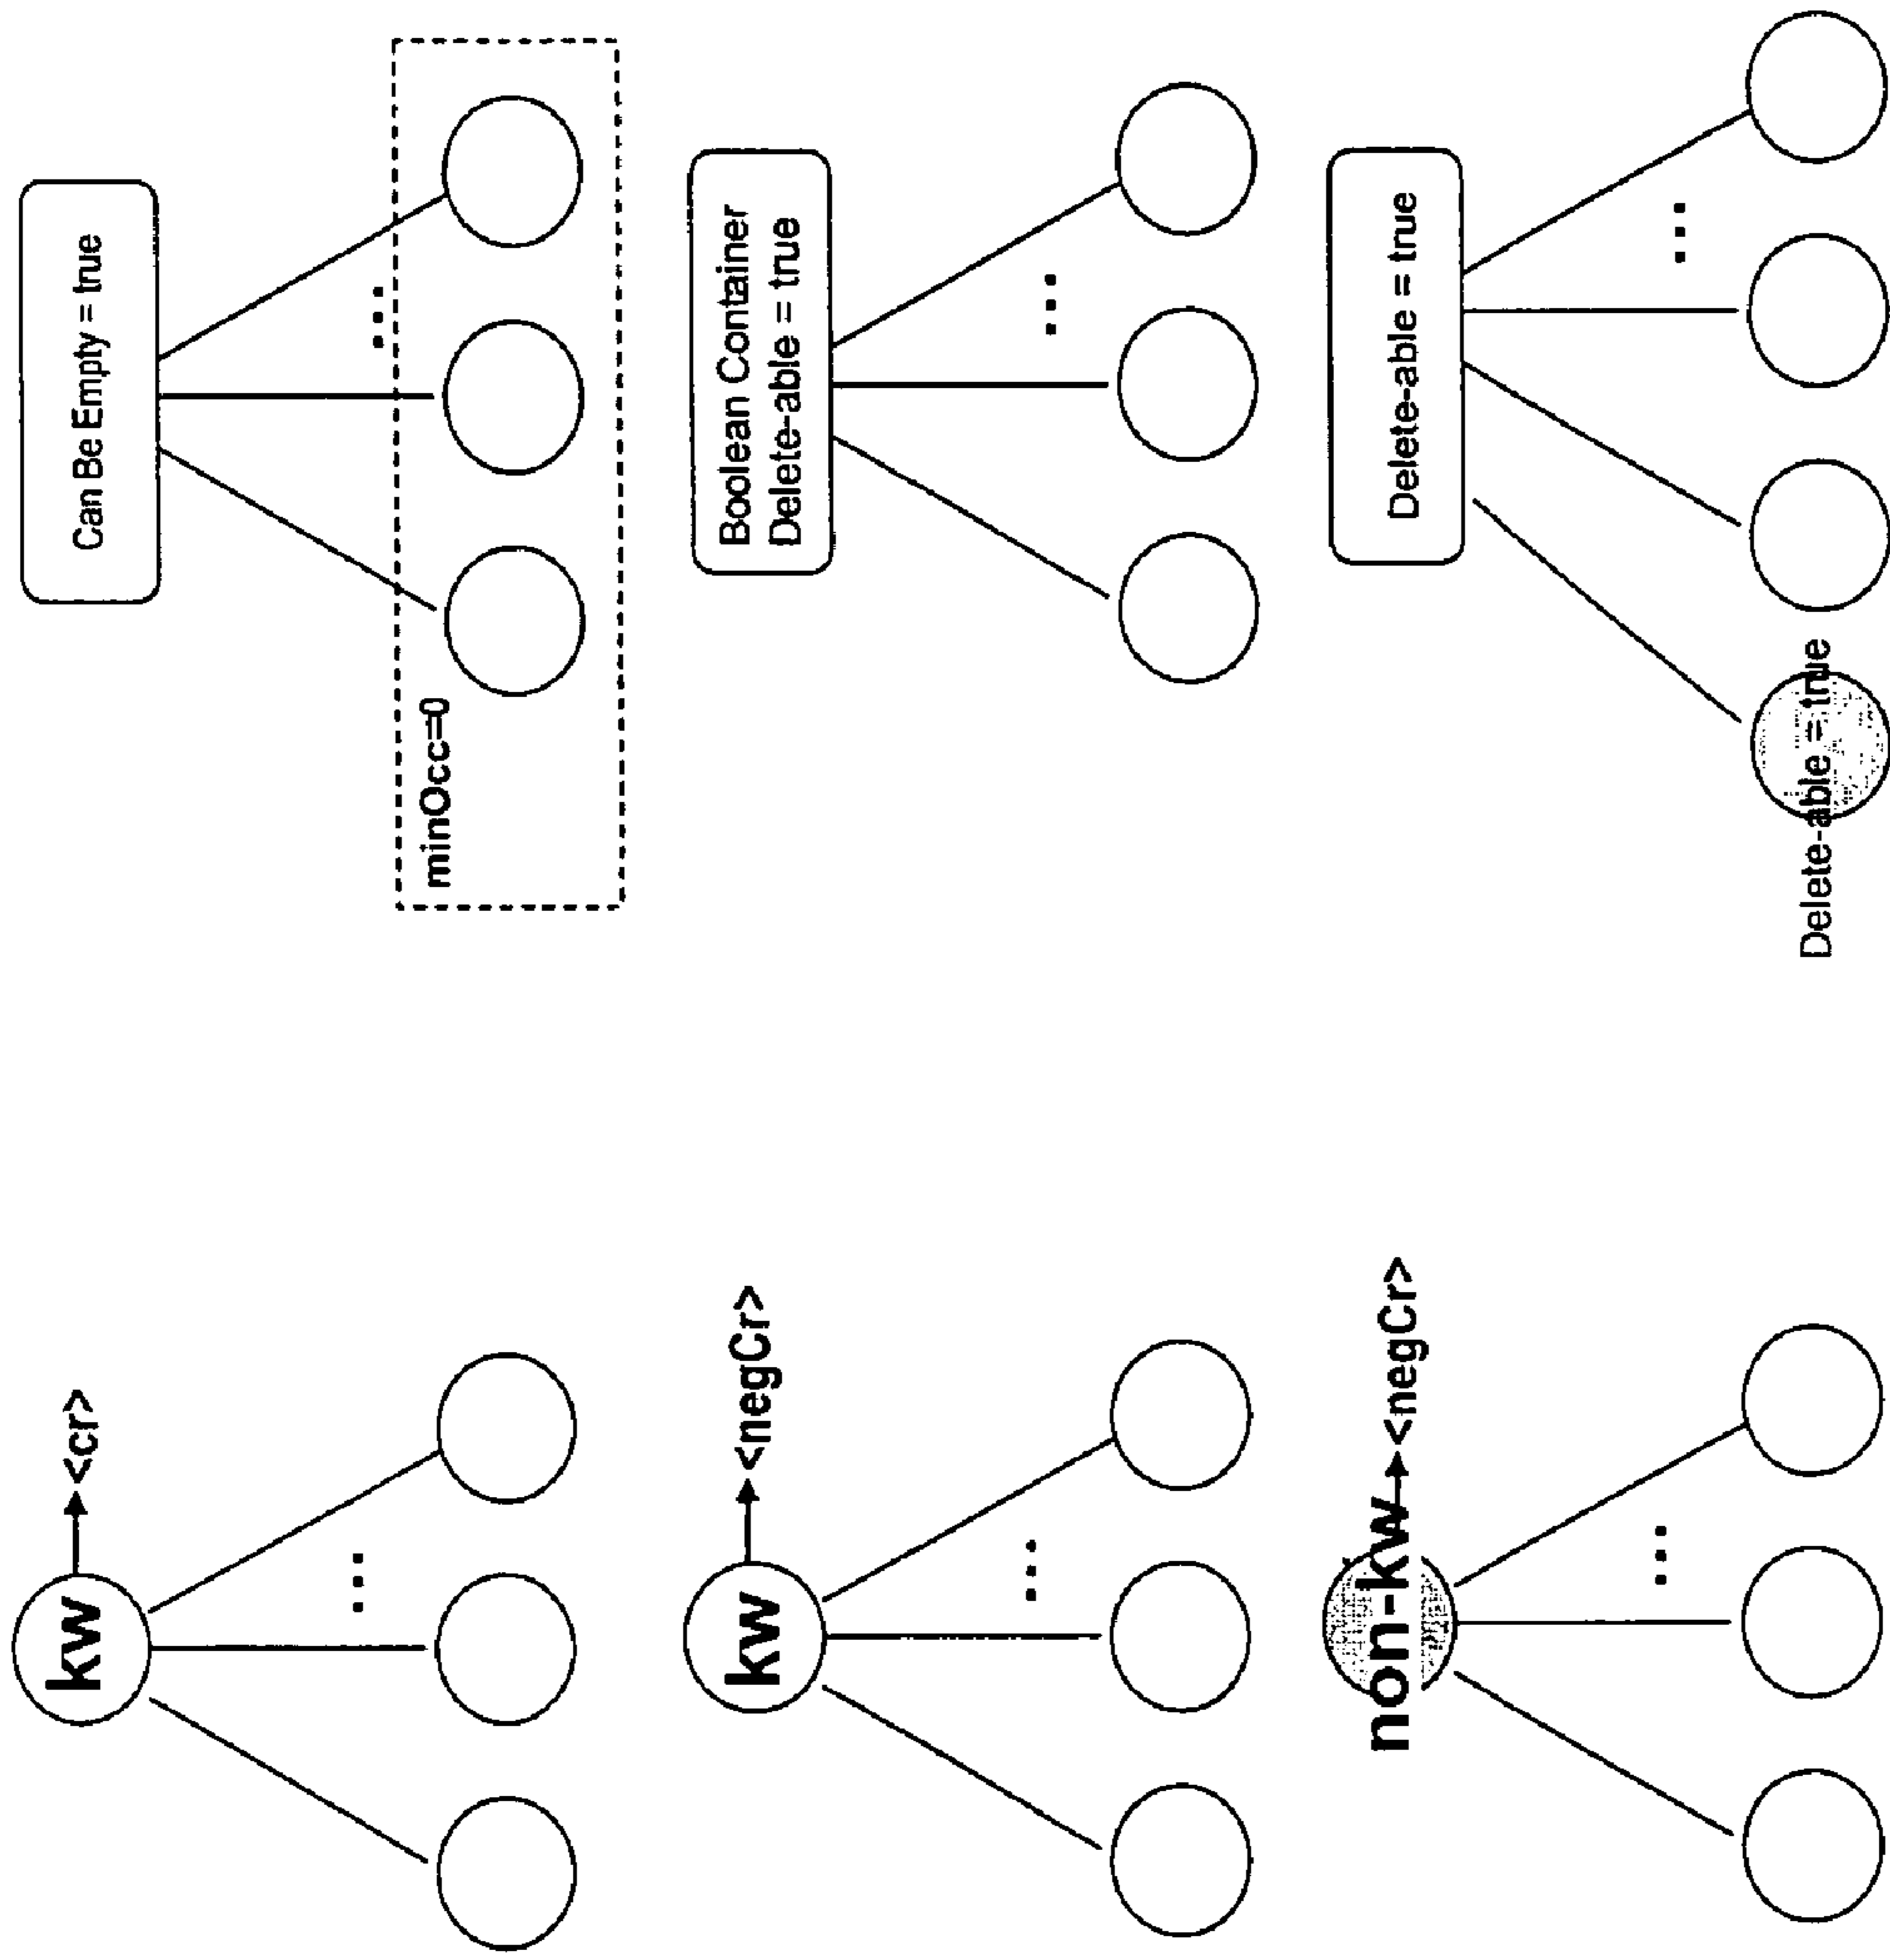 kw
<cr>
Can Be Empty = true
...
...
minOcc=0
kw
<negCr>
Boolean Container
Delete-able = true
...
...
non-kw
<negCr>
Delete-able = true
...
...
Delete-able = true